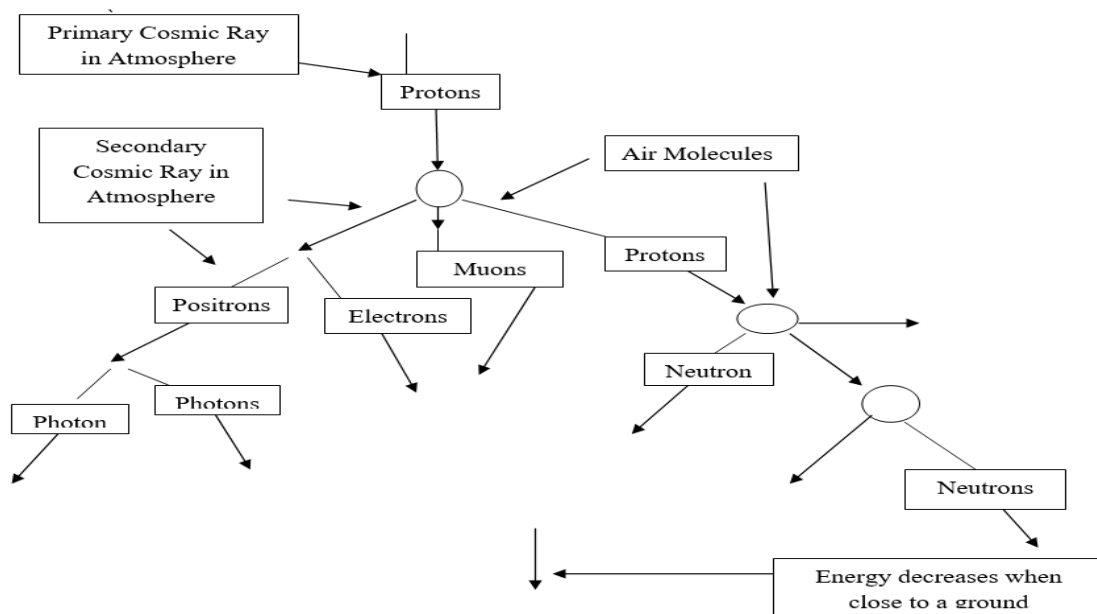 Primary Cosmic Ray
in Atmosphere
Protons
Secondary
Cosmic Ray in
Atmosphere
Air Molecules
Protons
Muons
Positrons
Electrons
Neutron
Photons
Photon
Neutrons
Energy decreases when
close to a ground